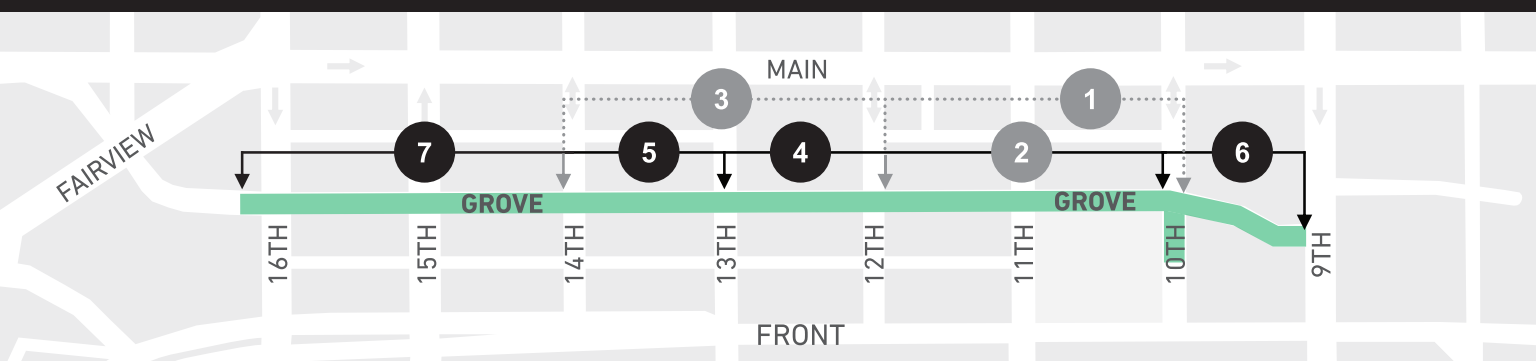 MAIN
3
1
7
5
4
2
6
FAIRVIEW
GROVE
GROVE
16TH
15TH
14TH
13TH
12TH
11TH
10TH
9TH
FRONT